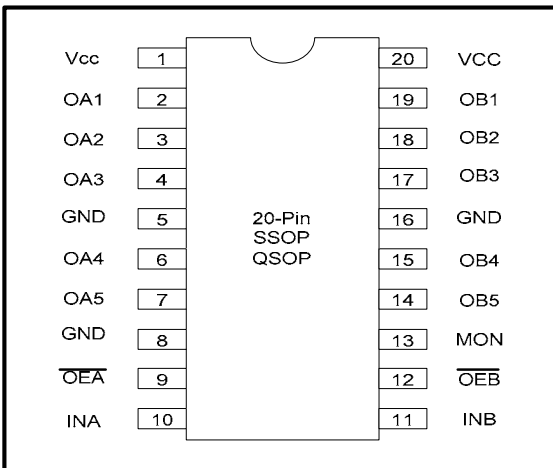 Vcc 1 20 VCC
OA1 2 19 OB1
OA2 3 18 OB2
OA3 4 17 OB3
GND 5 20-Pin 16 GND
SSOP
OA4 6 QSOP 15 OB4
OA5 7 14 OB5
GND 8 13 MON
OEA 9 12 OEB
INA 10 11 INB